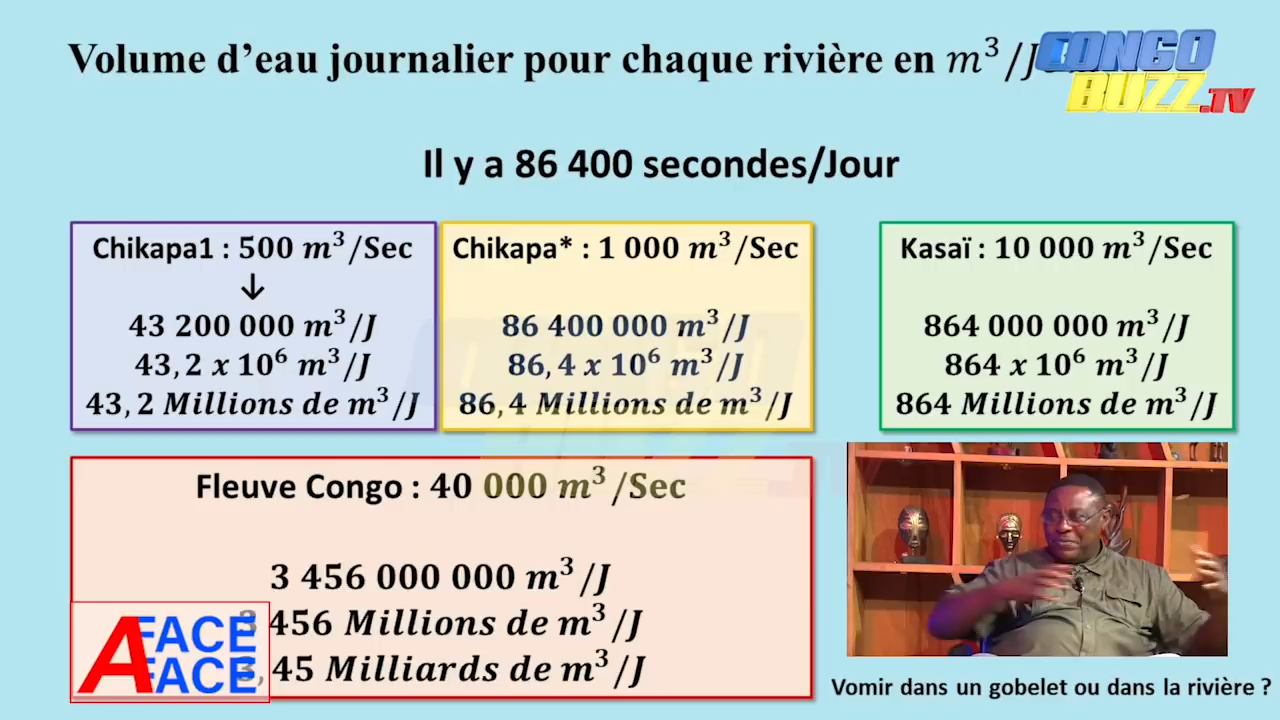 Volume d'eau journalier pour chaque rivière en m³/J
CONGO
BUZZ.TV
Il y a 86 400 secondes/Jour
Chikapa1 : 500 m³/Sec
↓
43 200 000 m³/J
43, 2 x 10⁶ m³/J
43, 2 Millions de m³/J
Chikapa* : 1 000 m³/Sec
86 400 000 m³/J
86, 4 x 10⁶ m³/J
86, 4 Millions de m³/J
Kasaï : 10 000 m³/Sec
864 000 000 m³/J
864 x 10⁶ m³/J
864 Millions de m³/J
Fleuve Congo : 40 000 m³/Sec
3 456 000 000 m³/J
3 456 Millions de m³/J
3, 45 Milliards de m³/J
A FACE
FACE
Vomir dans un gobelet ou dans la rivière ?